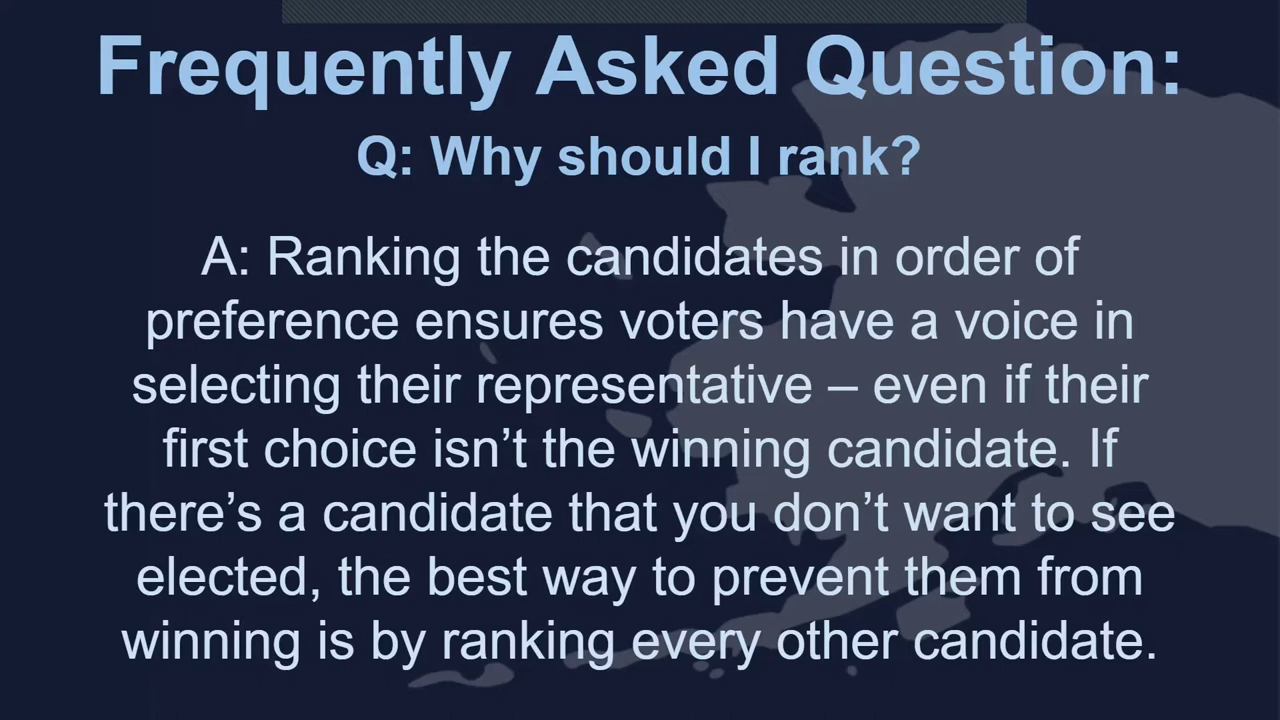 Frequently Asked Question:
Q: Why should I rank?
A: Ranking the candidates in order of
preference ensures voters have a voice in
selecting their representative – even if their
first choice isn’t the winning candidate. If
there’s a candidate that you don’t want to see
elected, the best way to prevent them from
winning is by ranking every other candidate.